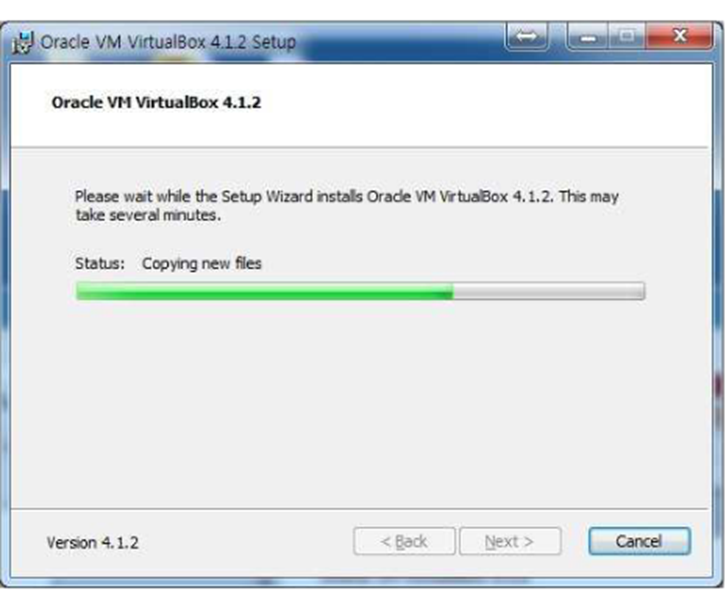 Oracle VM VirtualBox 4.1.2 Setup
Oracle VM VirtualBox 4.1.2
Please wait while the Setup Wizard installs Oracle VM VirtualBox 4.1.2. This may
take several minutes.
Status: Copying new files
Version 4.1.2
< Back Next > Cancel